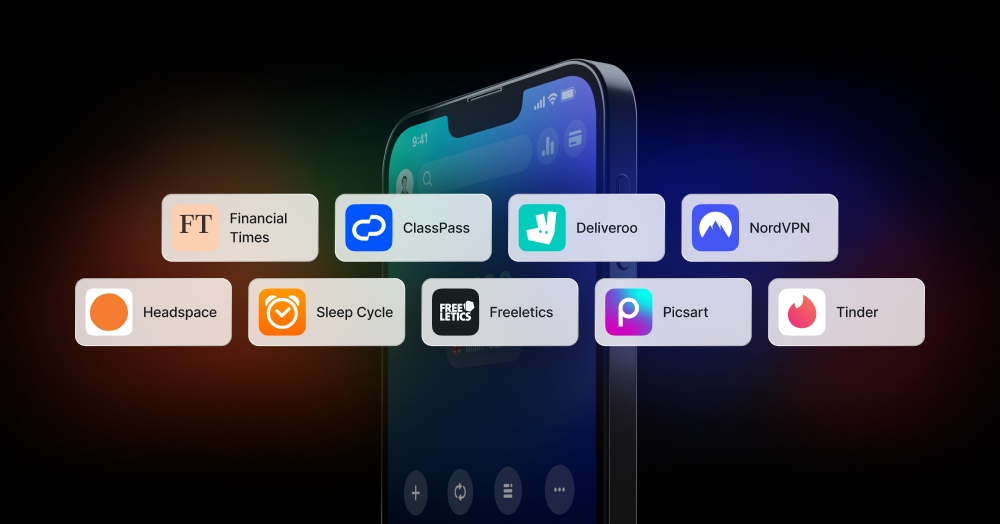 9:41
FT
Financial
Times
ClassPass
Deliveroo
NordVPN
Headspace
Sleep Cycle
FREE
LETICS
Freeletics
Picsart
Tinder